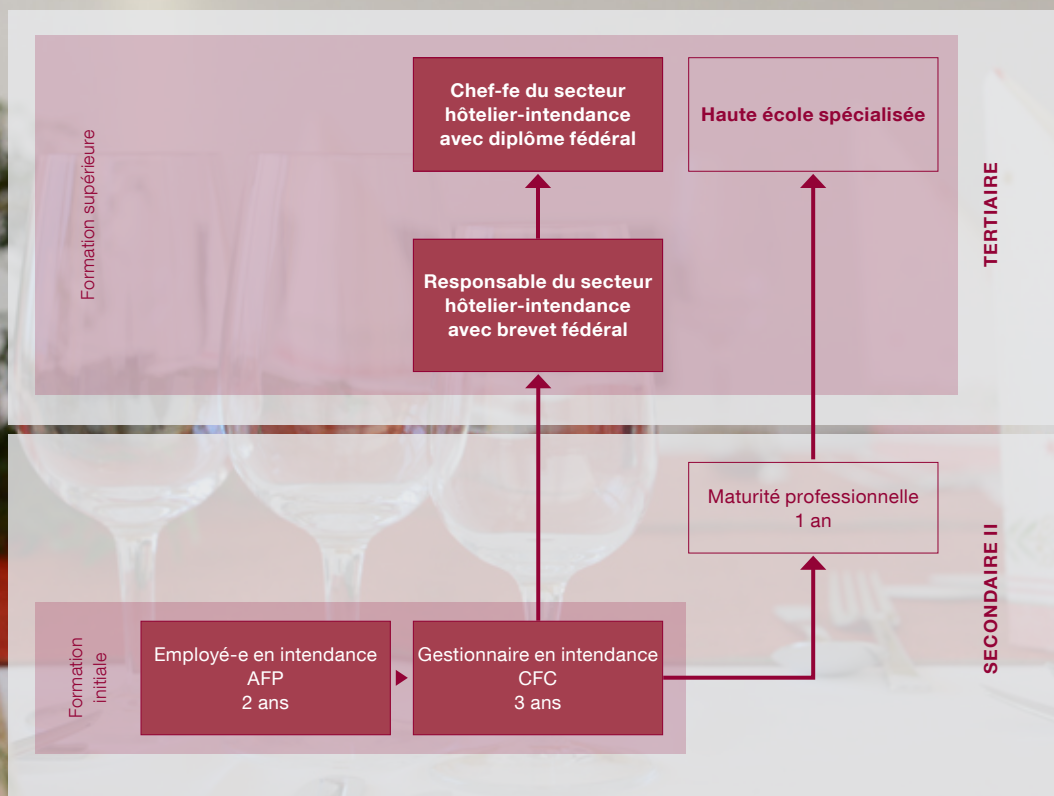 Chef-fe du secteur
hôtelier-intendance
avec diplôme fédéral
Haute école spécialisée
Formation supérieure
TERTIAIRE
Responsable du secteur
hôtelier-intendance
avec brevet fédéral
Maturité professionnelle
1 an
SECONDAIRE II
Formation
initiale
Employé-e en intendance
AFP
2 ans
Gestionnaire en intendance
CFC
3 ans